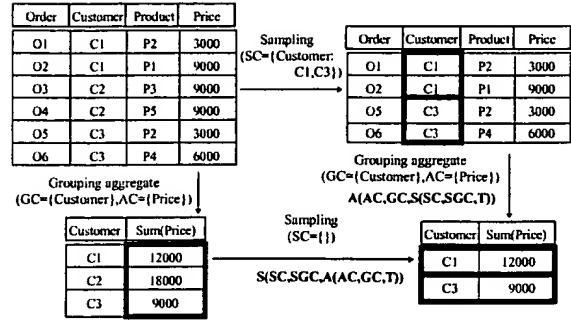 Order Customer Product Price
O1 C1 P2 3000
O2 C1 P1 9000
O3 C2 P3 9000
O4 C2 P5 9000
O5 C3 P2 3000
O6 C3 P4 6000
Sampling
(SC={Customer:
C1,C3})
Order Customer Product Price
O1 C1 P2 3000
O2 C1 P1 9000
O5 C3 P2 3000
O6 C3 P4 6000
Grouping aggregate
(GC={Customer},AC={Price})
Grouping aggregate
(GC={Customer},AC={Price})
A(AC,GC,S(SC,SGC,T))
Customer Sum(Price)
C1 12000
C2 18000
C3 9000
Sampling
(SC={})
S(SC,SGC,A(AC,GC,T))
Customer Sum(Price)
C1 12000
C3 9000